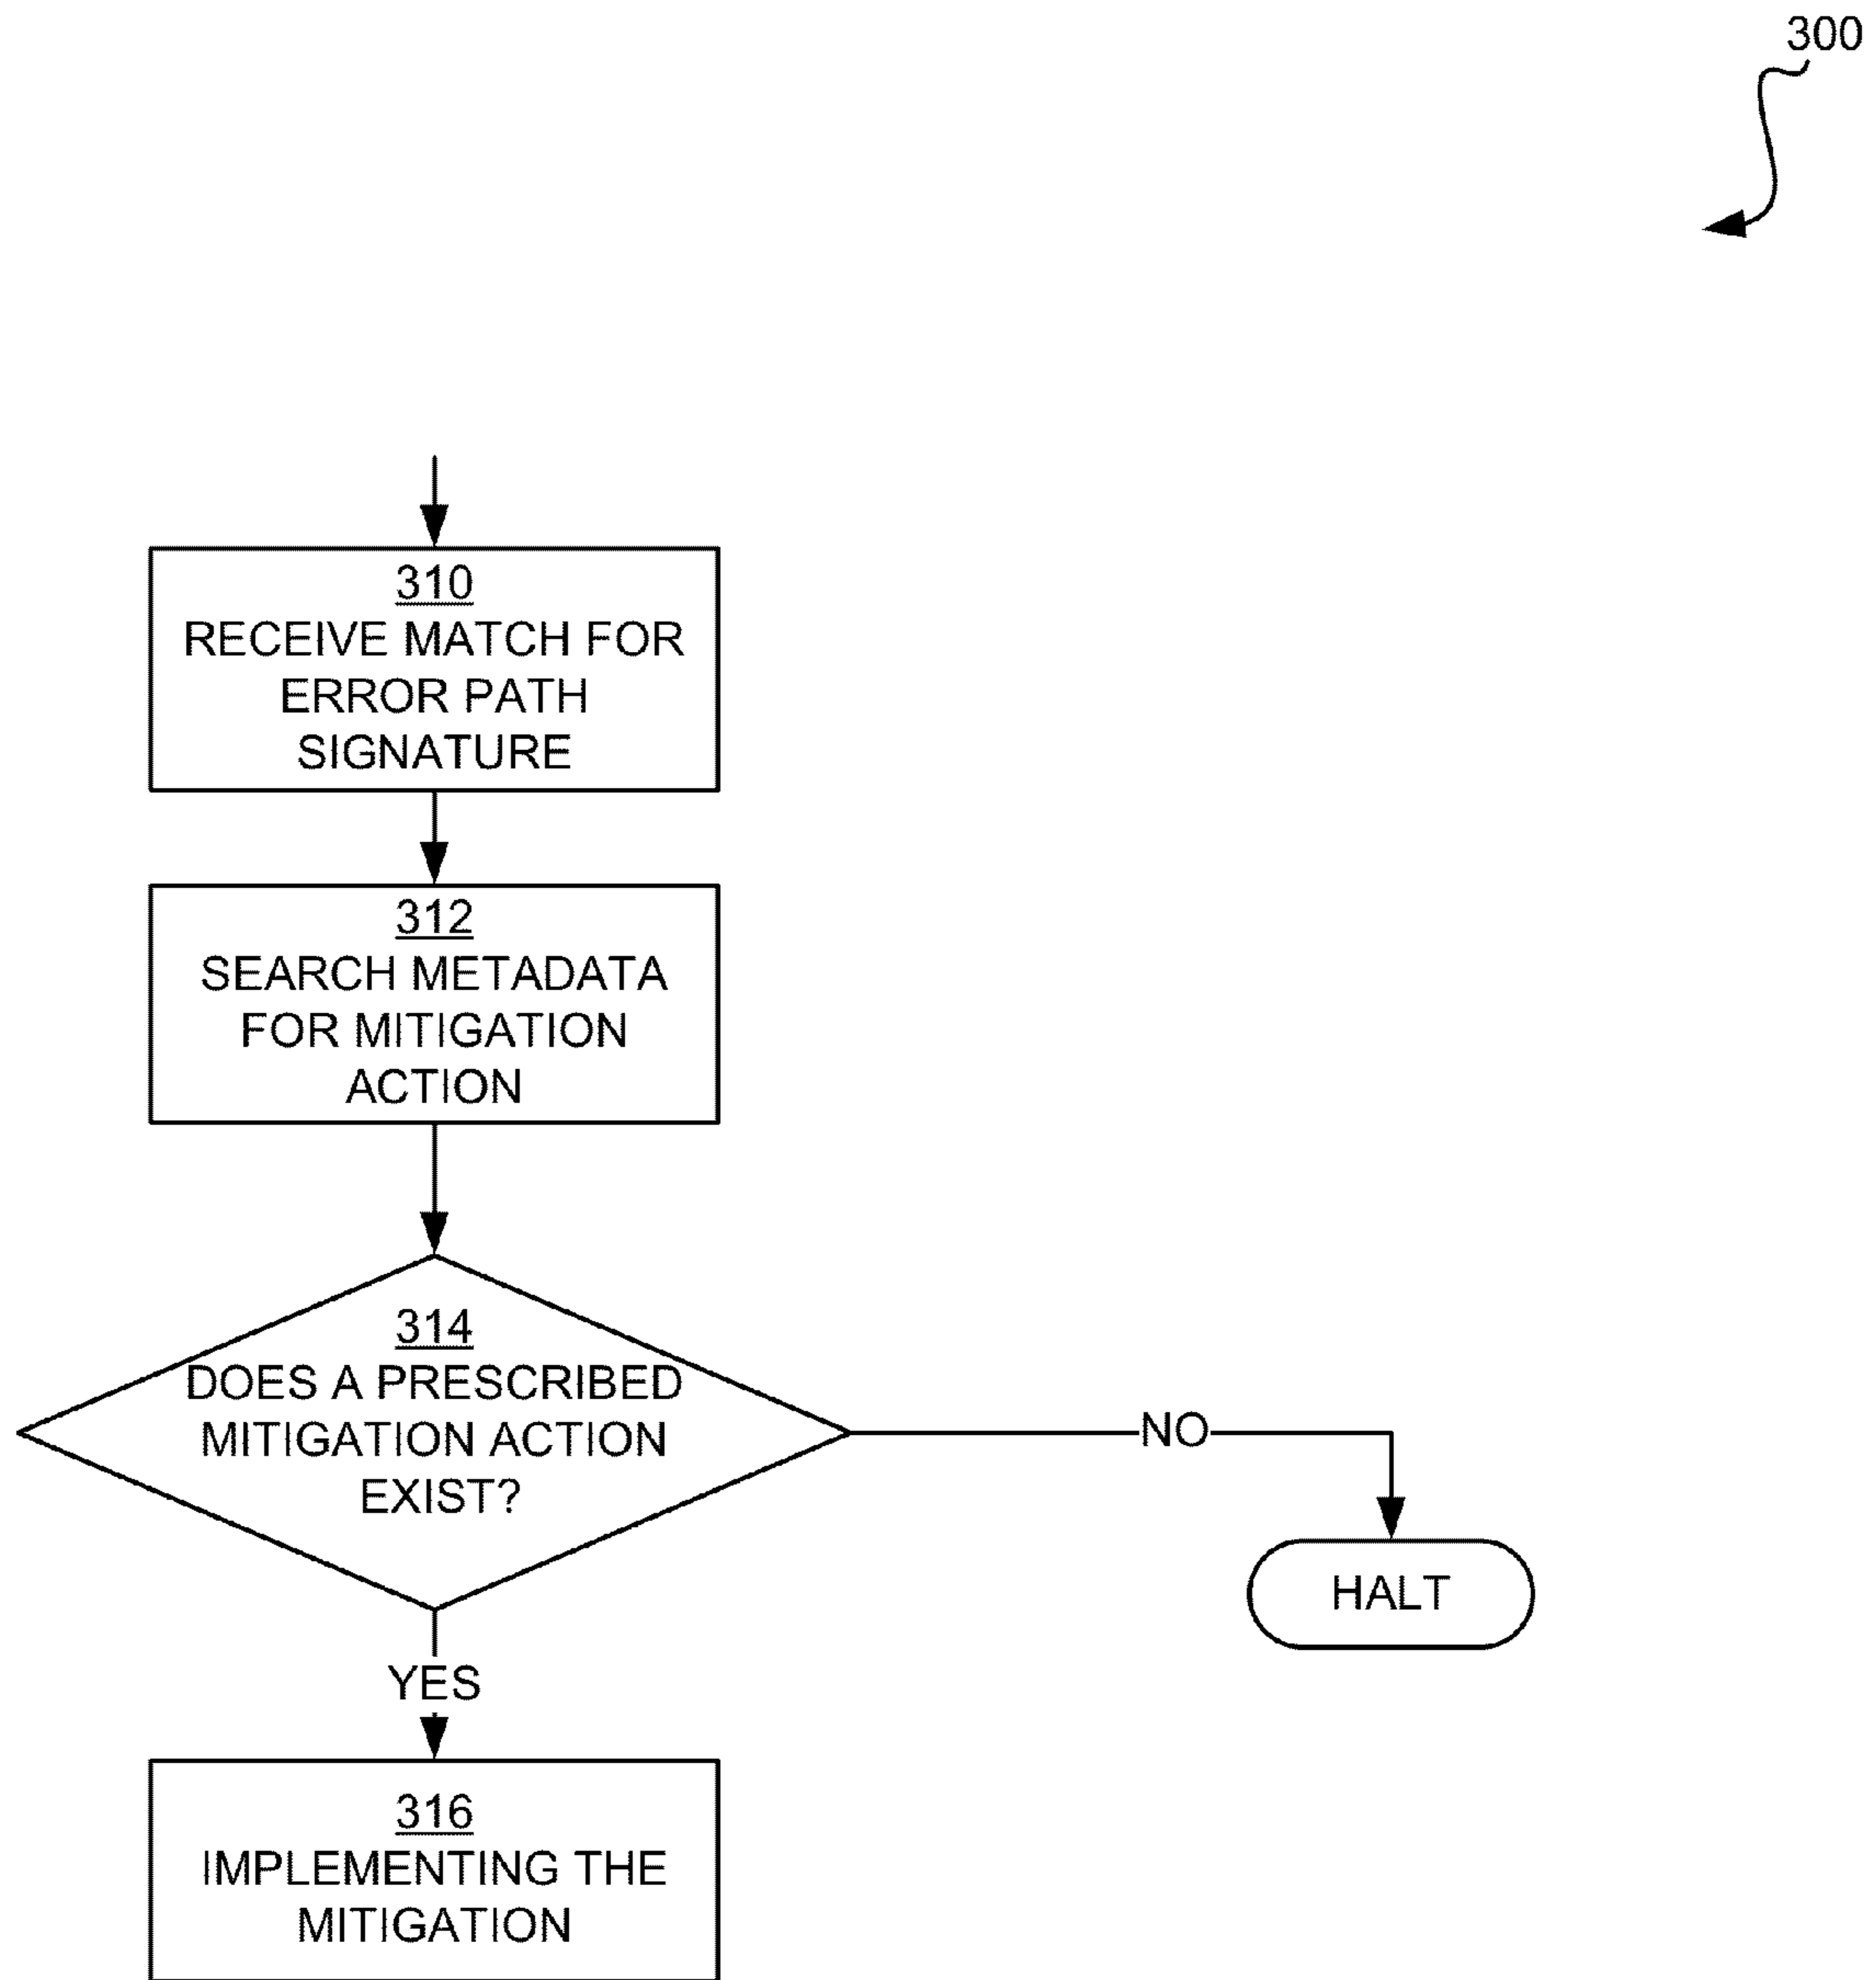 300
310
RECEIVE MATCH FOR
ERROR PATH
SIGNATURE
312
SEARCH METADATA
FOR MITIGATION
ACTION
314
DOES A PRESCRIBED
MITIGATION ACTION
EXIST?
NO
HALT
YES
316
IMPLEMENTING THE
MITIGATION